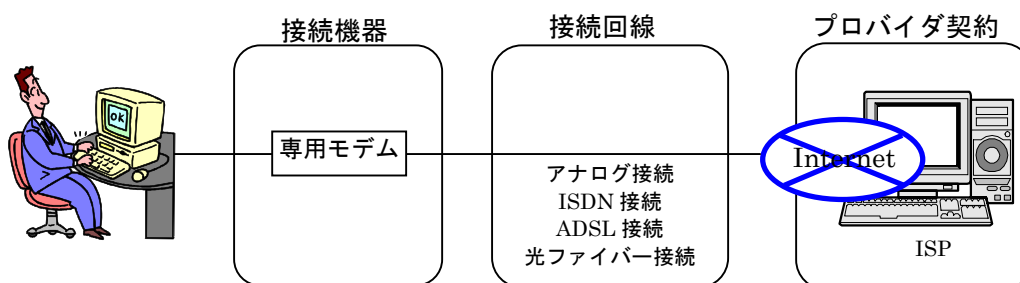 接続機器
接続回線
プロバイダ契約
OK
専用モデム
Internet
アナログ接続
ISDN 接続
ADSL 接続
光ファイバー接続
ISP